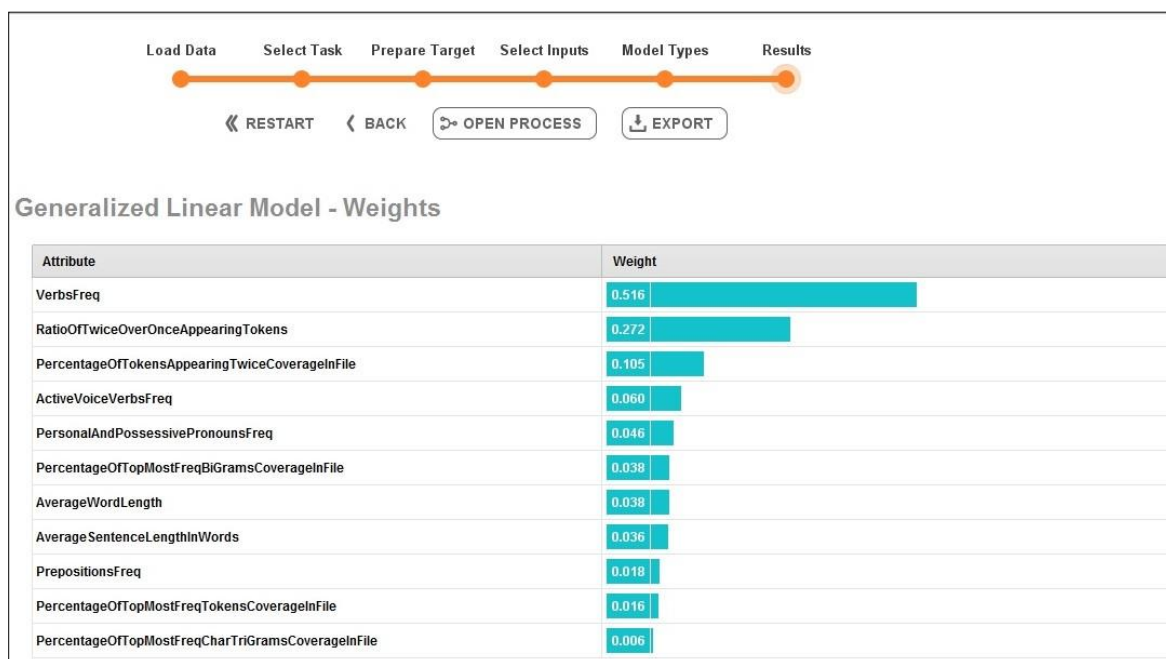 Load Data Select Task Prepare Target Select Inputs Model Types Results
RESTART BACK OPEN PROCESS EXPORT
Generalized Linear Model - Weights
Attribute Weight
VerbsFreq 0.516
RatioOfTwiceOverOnceAppearingTokens 0.272
PercentageOfTokensAppearingTwiceCoverageInFile 0.105
ActiveVoiceVerbsFreq 0.060
PersonalAndPossessivePronounsFreq 0.046
PercentageOfTopMostFreqBiGramsCoverageInFile 0.038
AverageWordLength 0.038
AverageSentenceLengthInWords 0.036
PrepositionsFreq 0.018
PercentageOfTopMostFreqTokensCoverageInFile 0.016
PercentageOfTopMostFreqCharTriGramsCoverageInFile 0.006